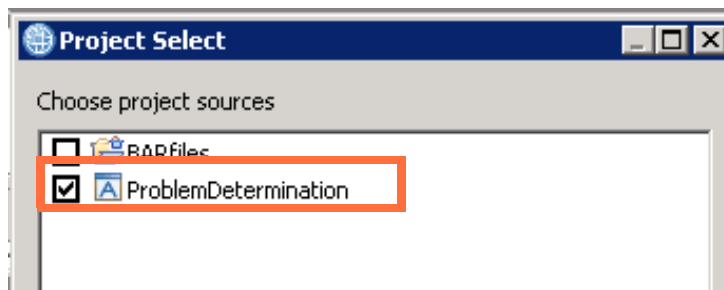 Project Select
Choose project sources
BARfiles
ProblemDetermination